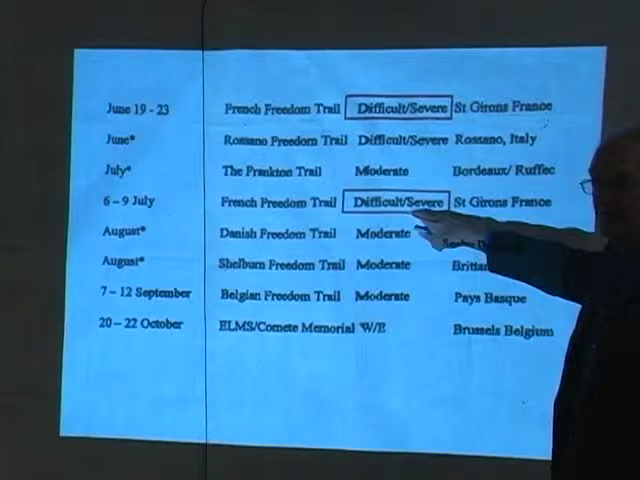 June 19 - 23 French Freedom Trail Difficult/Severe St Girons France
June* Rossano Freedom Trail Difficult/Severe Rossano, Italy
July* The Frankton Trail Moderate Bordeaux/ Ruffec
6 – 9 July French Freedom Trail Difficult/Severe St Girons France
August* Danish Freedom Trail Moderate
August* Shelburn Freedom Trail Moderate
7 – 12 September Belgian Freedom Trail Moderate Pays Basque
20 – 22 October ELMS/Comete Memorial W/E Brussels Belgium